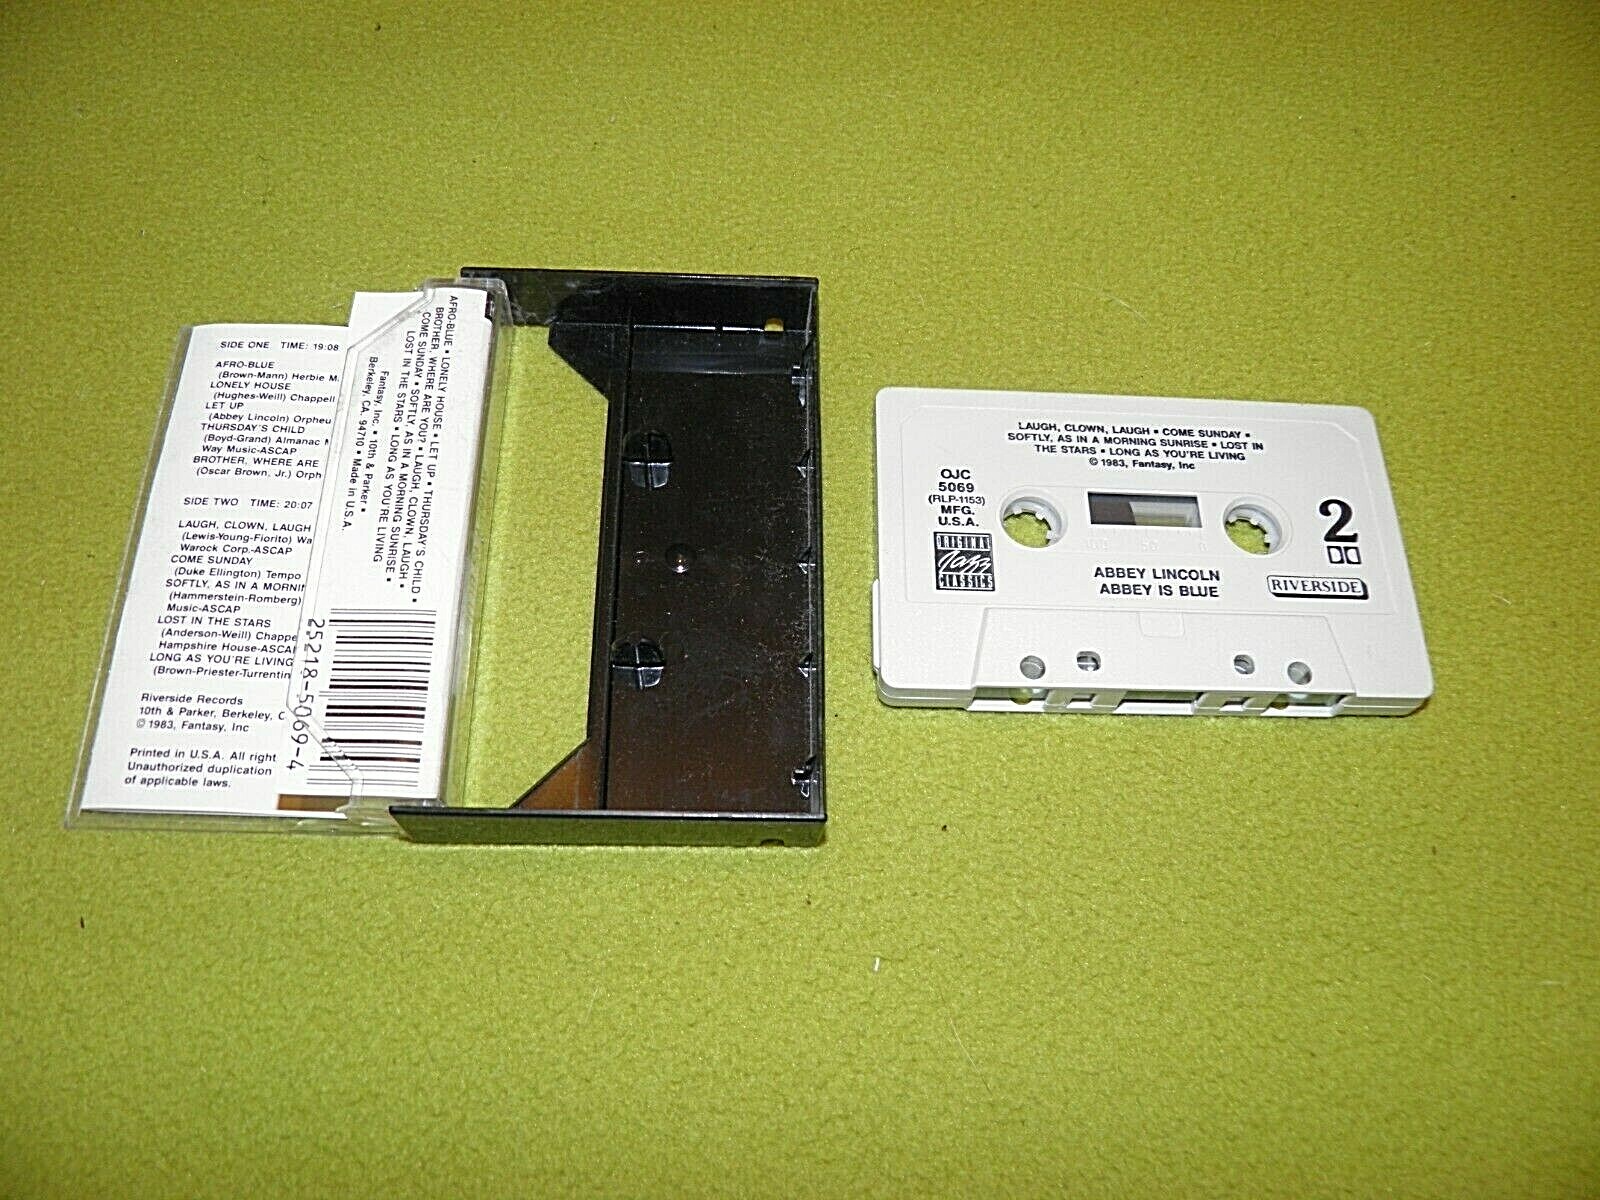 SIDE ONE TIME: 19:08
AFRO-BLUE
(Brown-Mann) Herbie M.
LONELY HOUSE
(Hughes-Weill) Chappell
LET UP
(Abbey Lincoln) Orpheu
THURSDAY'S CHILD
(Boyd-Grand) Almanac
Way Music-ASCAP
BROTHER, WHERE ARE
(Oscar Brown, Jr.) Orph
SIDE TWO TIME: 20:07
LAUGH, CLOWN, LAUGH
(Lewis-Young-Fiorito) Wa
Warock Corp.-ASCAP
COME SUNDAY
(Duke Ellington) Tempo
SOFTLY, AS IN A MORNIN
(Hammerstein-Romberg)
Music-ASCAP
LOST IN THE STARS
(Anderson-Weill) Chappe
Hampshire House-ASCA
LONG AS YOU'RE LIVING
(Brown-Priester-Turrentin
Riverside Records
10th & Parker, Berkeley, C
© 1983, Fantasy, Inc
Printed in U.S.A. All right
Unauthorized duplication
of applicable laws.
AFRO-BLUE • LONELY HOUSE • LET UP • THURSDAY'S CHILD •
BROTHER, WHERE ARE YOU? • LAUGH, CLOWN, LAUGH •
COME SUNDAY • SOFTLY, AS IN A MORNING SUNRISE •
LOST IN THE STARS • LONG AS YOU'RE LIVING
Fantasy, Inc. • 10th & Parker •
Berkeley, CA. 94710 • Made in U.S.A.
25218-5069-4
LAUGH, CLOWN, LAUGH • COME SUNDAY •
SOFTLY, AS IN A MORNING SUNRISE • LOST IN
THE STARS • LONG AS YOU'RE LIVING
© 1983, Fantasy, Inc
OJC
5069
(RLP-1153)
MFG.
U.S.A.
ORIGINAL
Jazz
CLASSICS
2
ABBEY LINCOLN
ABBEY IS BLUE
RIVERSIDE